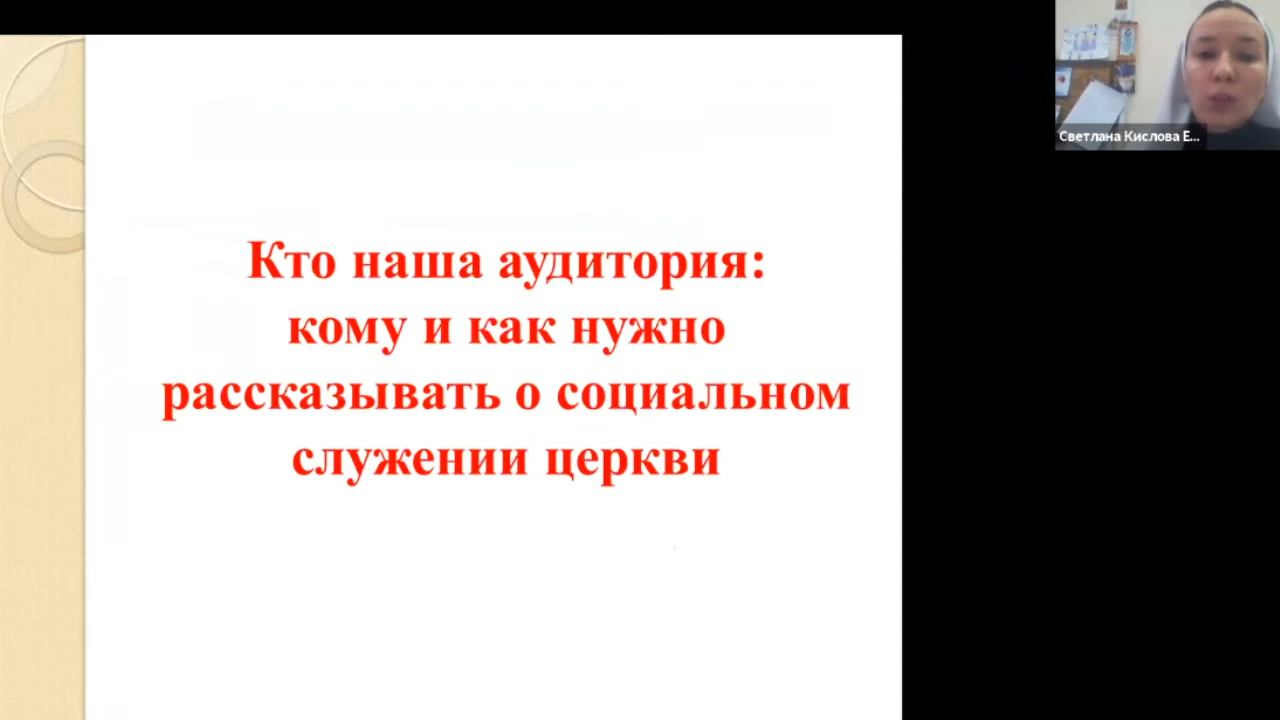 Кто наша аудитория:
кому и как нужно
рассказывать о социальном
служении церкви
Светлана Кислова Е...